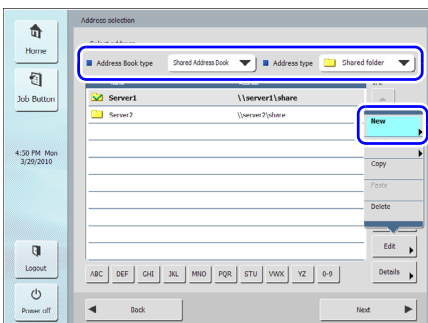 Address selection
Home
Address Book type
Shared Address Book
Address type
Shared folder
Job Button
Server1
\\server1\share
Server2
\\server2\share
New
4:50 PM Mon
3/29/2010
Copy
Paste
Delete
Edit
Logout
ABC
DEF
GHI
JKL
MNO
PQR
STU
VWX
YZ
0-9
Details
Power off
Back
Next